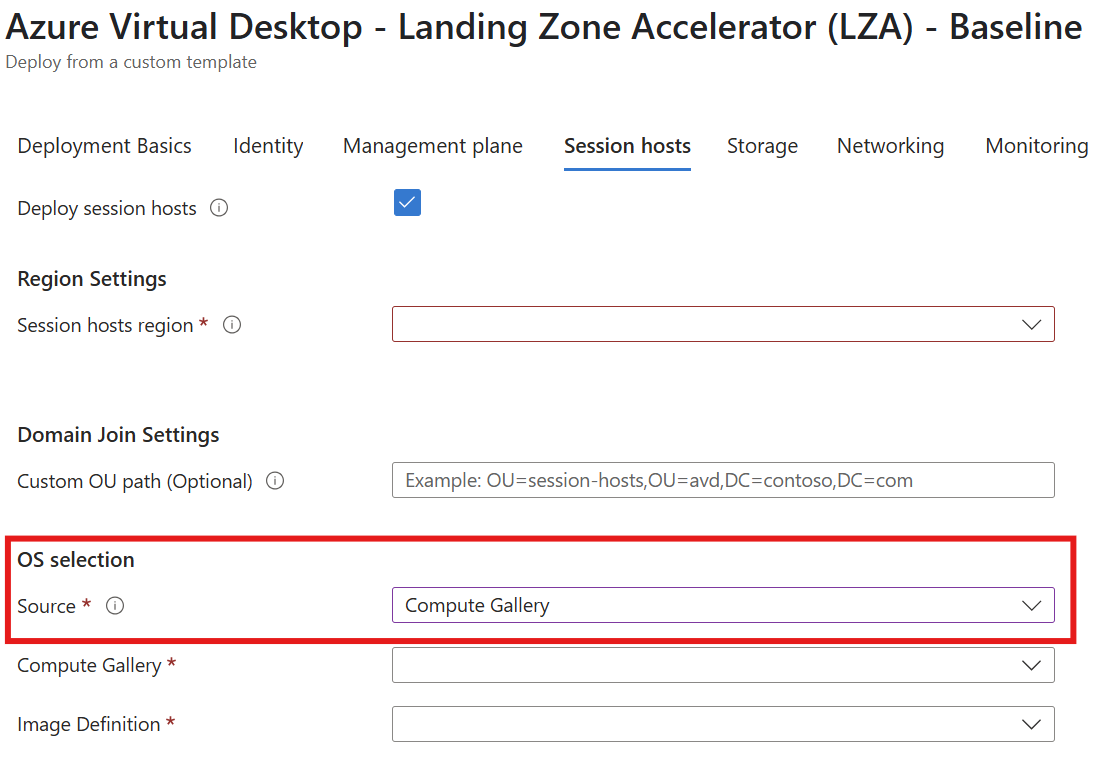 Azure Virtual Desktop - Landing Zone Accelerator (LZA) - Baseline
Deploy from a custom template
Deployment Basics Identity Management plane Session hosts Storage Networking Monitoring
Deploy session hosts
Region Settings
Session hosts region *
Domain Join Settings
Custom OU path (Optional) Example: OU=session-hosts,OU=avd,DC=contoso,DC=com
OS selection
Source * Compute Gallery
Compute Gallery *
Image Definition *